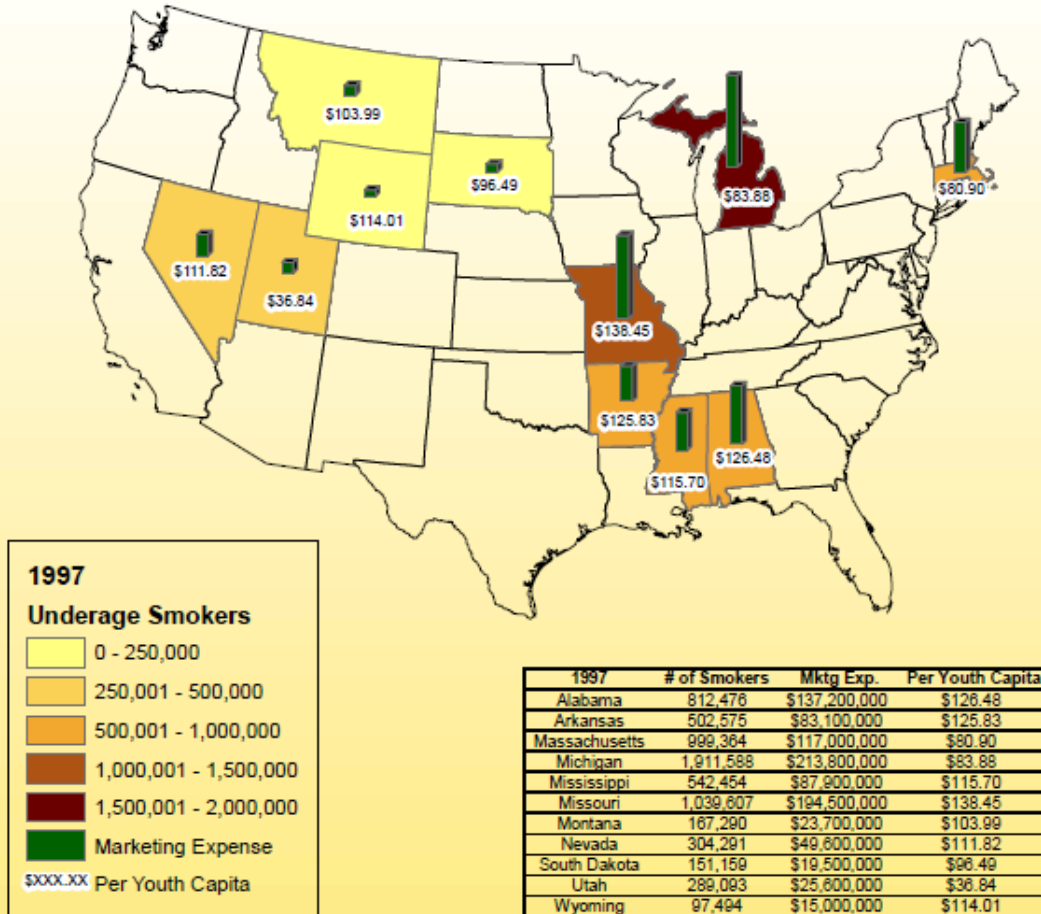 $103.99
$96.49
$114.01
$83.88
$80.90
$111.82
$36.84
$138.45
$125.83
$126.48
$115.70
1997
Underage Smokers
0 - 250,000
250,001 - 500,000
500,001 - 1,000,000
1,000,001 - 1,500,000
1,500,001 - 2,000,000
Marketing Expense
$XXX.XX Per Youth Capita
1997 # of Smokers Mktg Exp. Per Youth Capita
Alabama 812,476 $137,200,000 $126.48
Arkansas 502,575 $83,100,000 $125.83
Massachusetts 999,364 $117,000,000 $80.90
Michigan 1,911,588 $213,800,000 $83.88
Mississippi 542,454 $87,900,000 $115.70
Missouri 1,039,607 $194,500,000 $138.45
Montana 167,290 $23,700,000 $103.99
Nevada 304,291 $49,600,000 $111.82
South Dakota 151,159 $19,500,000 $96.49
Utah 289,093 $25,600,000 $36.84
Wyoming 97,494 $15,000,000 $114.01